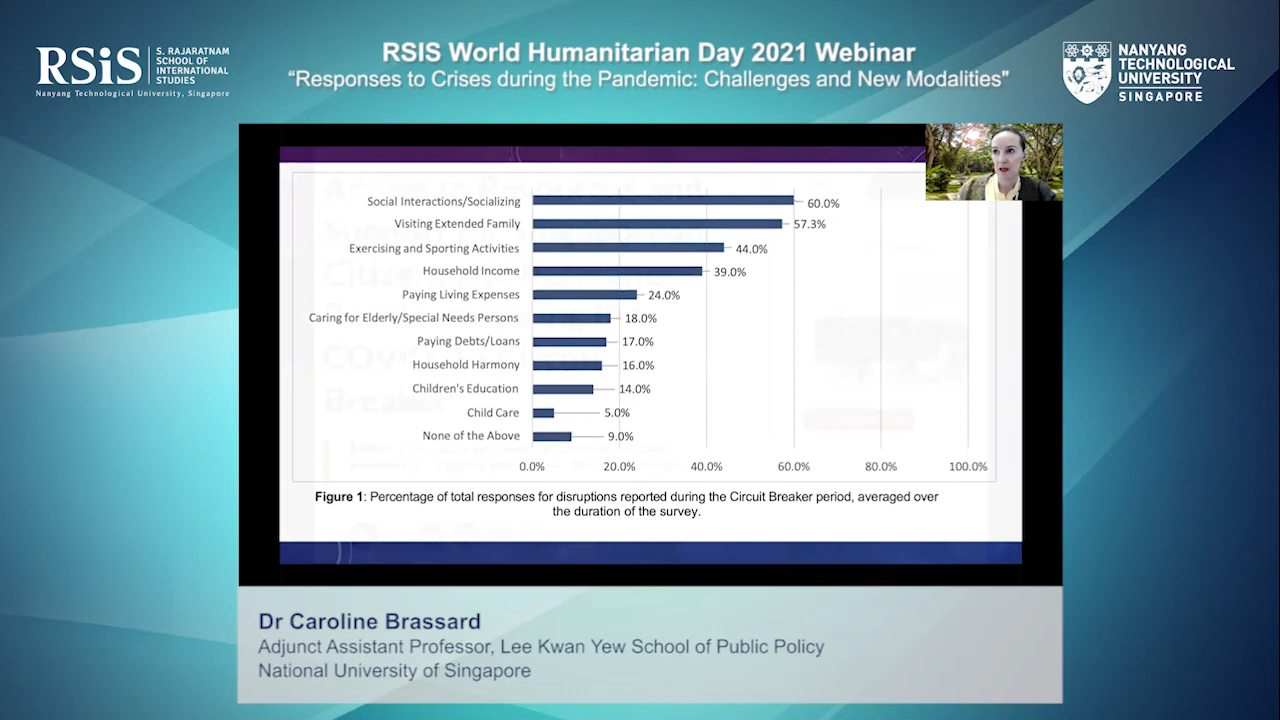 RSiS
S. RAJARATNAM
SCHOOL OF
INTERNATIONAL
STUDIES
Nanyang Technological University, Singapore
RSIS World Humanitarian Day 2021 Webinar
“Responses to Crises during the Pandemic: Challenges and New Modalities"
NANYANG
TECHNOLOGICAL
UNIVERSITY
SINGAPORE
Social Interactions/Socializing 60.0%
Visiting Extended Family 57.3%
Exercising and Sporting Activities 44.0%
Household Income 39.0%
Paying Living Expenses 24.0%
Caring for Elderly/Special Needs Persons 18.0%
Paying Debts/Loans 17.0%
Household Harmony 16.0%
Children's Education 14.0%
Child Care 5.0%
None of the Above 9.0%
0.0% 20.0% 40.0% 60.0% 80.0% 100.0%
Figure 1: Percentage of total responses for disruptions reported during the Circuit Breaker period, averaged over
the duration of the survey.
Dr Caroline Brassard
Adjunct Assistant Professor, Lee Kwan Yew School of Public Policy
National University of Singapore